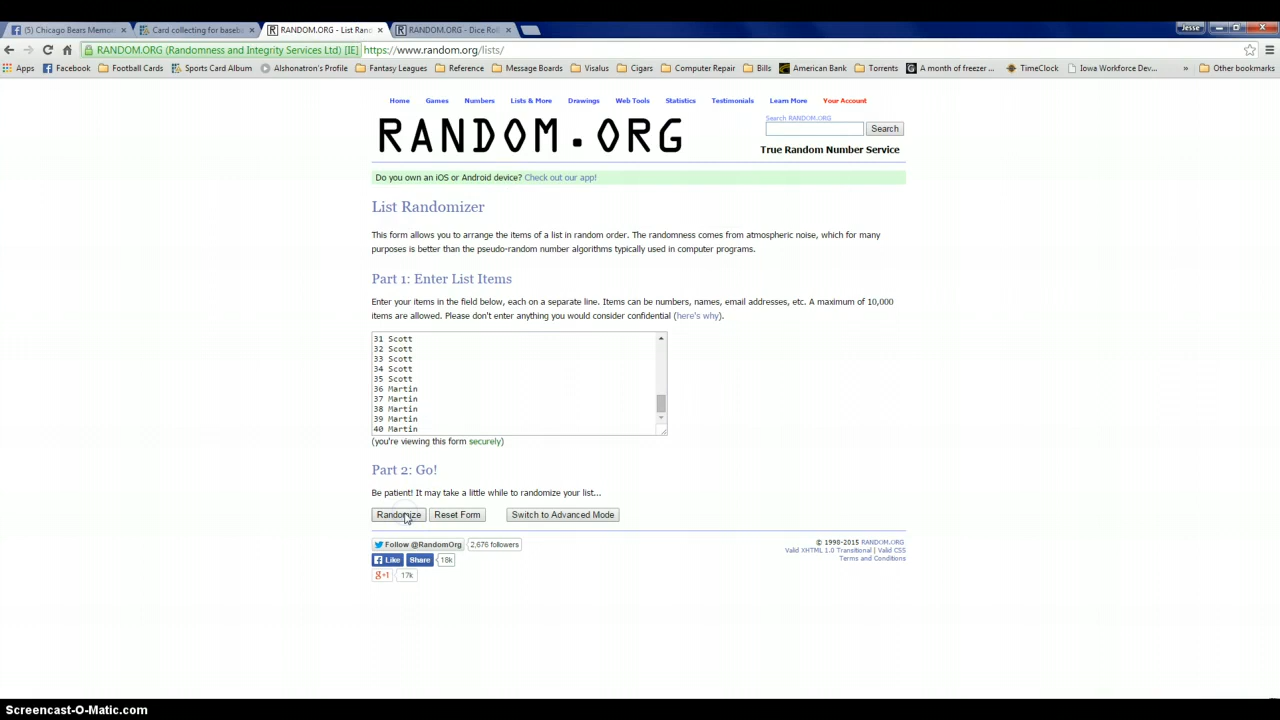 (5) Chicago Bears Memor
Card collecting for baseb
RANDOM.ORG - List Rand
RANDOM.ORG - Dice Roll
Jesse
RANDOM.ORG (Randomness and Integrity Services Ltd) [IE]
https://www.random.org/lists/
Apps
Facebook
Football Cards
Sports Card Album
Alshonatron's Profile
Fantasy Leagues
Reference
Message Boards
Visalus
Cigars
Computer Repair
Bills
American Bank
Torrents
A month of freezer ...
TimeClock
Iowa Workforce Dev...
»
Other bookmarks
Home
Games
Numbers
Lists & More
Drawings
Web Tools
Statistics
Testimonials
Learn More
Your Account
RANDOM.ORG
Search RANDOM.ORG
Search
True Random Number Service
Do you own an iOS or Android device? Check out our app!
List Randomizer
This form allows you to arrange the items of a list in random order. The randomness comes from atmospheric noise, which for many
purposes is better than the pseudo-random number algorithms typically used in computer programs.
Part 1: Enter List Items
Enter your items in the field below, each on a separate line. Items can be numbers, names, email addresses, etc. A maximum of 10,000
items are allowed. Please don't enter anything you would consider confidential (here's why).
31 Scott
32 Scott
33 Scott
34 Scott
35 Scott
36 Martin
37 Martin
38 Martin
39 Martin
40 Martin
(you're viewing this form securely)
Part 2: Go!
Be patient! It may take a little while to randomize your list...
Randomize
Reset Form
Switch to Advanced Mode
Follow @RandomOrg
2,676 followers
Like
Share
18k
g+1
17k
© 1998-2015 RANDOM.ORG
Valid XHTML 1.0 Transitional | Valid CSS
Terms and Conditions
Screencast-O-Matic.com